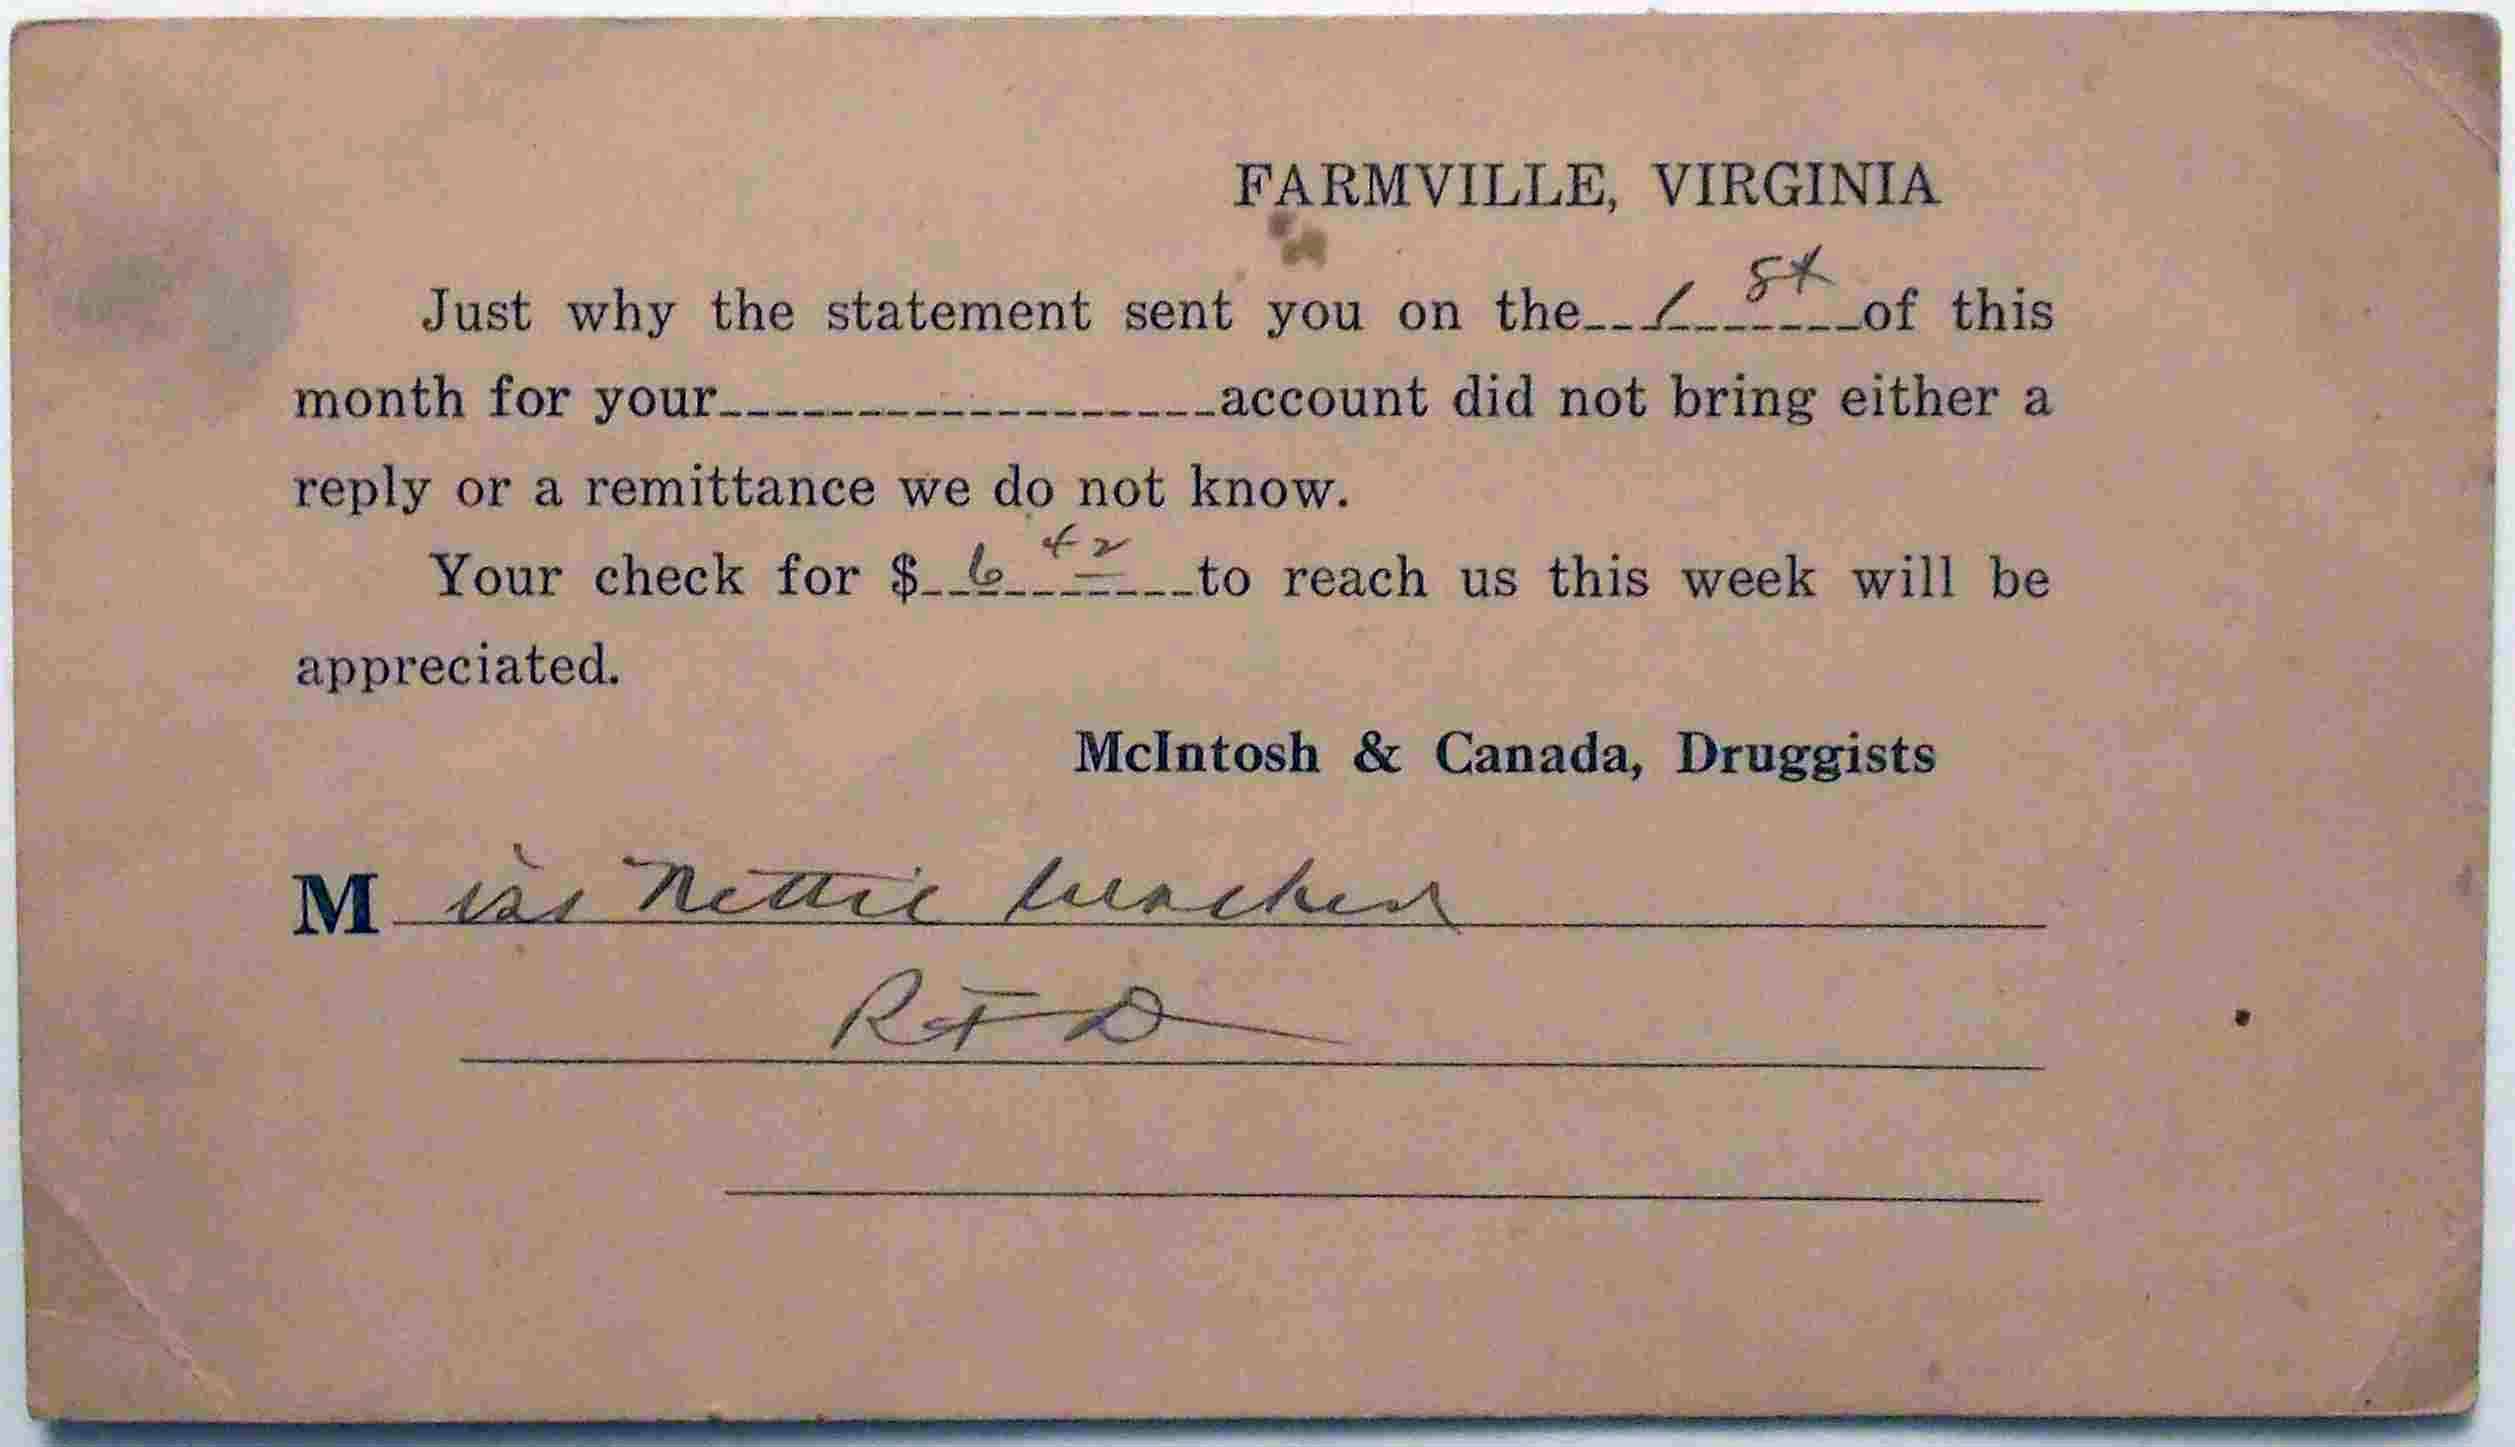 FARMVILLE, VIRGINIA
Just why the statement sent you on the 1st of this
month for your account did not bring either a
reply or a remittance we do not know.
Your check for $ 6 42 to reach us this week will be
appreciated.
McIntosh & Canada, Druggists
Miss Nettie
RFD